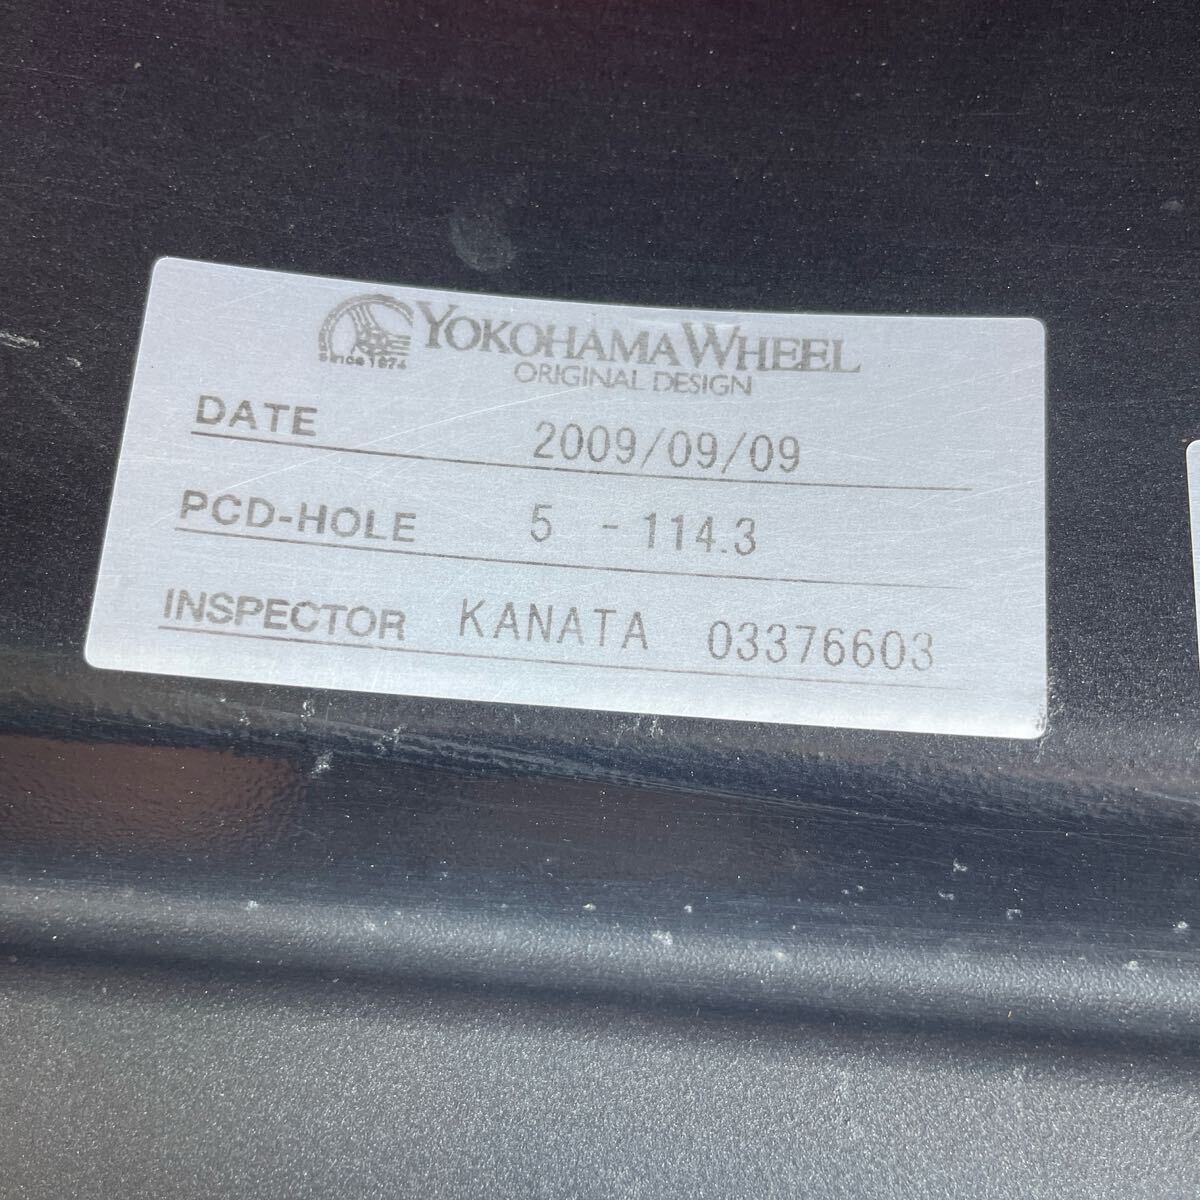 YOKOHAMA WHEEL
Since 1974
ORIGINAL DESIGN
DATE 2009/09/09
PCD-HOLE 5 - 114.3
INSPECTOR KANATA 03376603